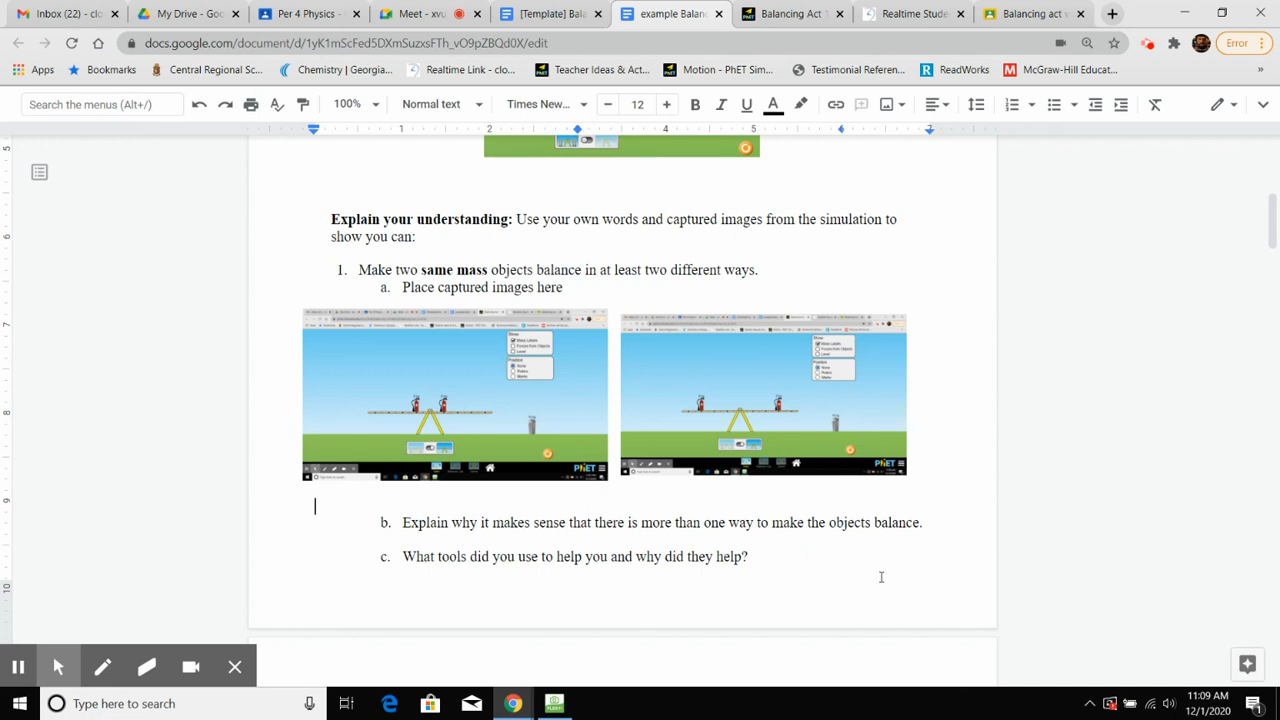 Inbox (22) - clo
My Drive - Goo
Per 4 Physics -
Meet - xvu
[Template] Bala
example Balanc
Balancing Act
Realtime Stude
Balancing act v
docs.google.com/document/d/1yK1mScFed5DXmSuzxsFTh_vO9pZBQd0X/edit
Error
Apps
Bookmarks
Central Regional Sc...
Chemistry | Georgia...
Realtime Link - clo...
Teacher Ideas & Act...
Motion - PhET Sim...
Testimonial Referen...
ReadWorks
McGraw-Hill Educat...
Search the menus (Alt+/)
100%
Normal text
Times New...
12
1 2 4 5
Explain your understanding: Use your own words and captured images from the simulation to
show you can:
1. Make two same mass objects balance in at least two different ways.
a. Place captured images here
b. Explain why it makes sense that there is more than one way to make the objects balance.
c. What tools did you use to help you and why did they help?
Type here to search
11:09 AM
12/1/2020